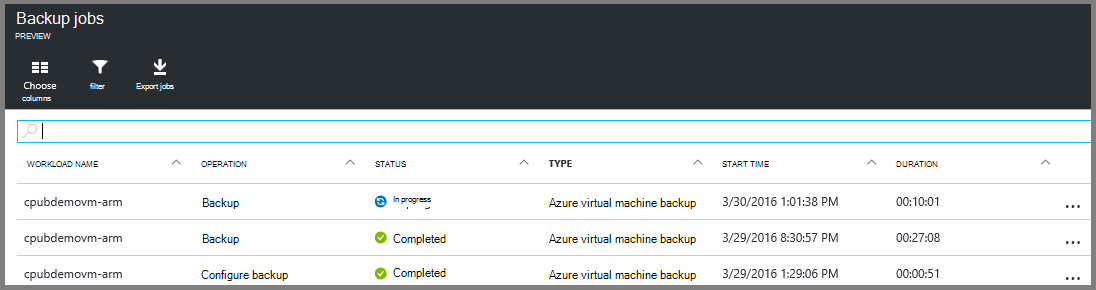 Backup jobs
PREVIEW
Choose columns filter Export jobs
WORKLOAD NAME OPERATION STATUS TYPE START TIME DURATION
cpubdemovm-arm Backup In progress Azure virtual machine backup 3/30/2016 1:01:38 PM 00:10:01 ...
cpubdemovm-arm Backup Completed Azure virtual machine backup 3/29/2016 8:30:57 PM 00:27:08 ...
cpubdemovm-arm Configure backup Completed Azure virtual machine backup 3/29/2016 1:29:06 PM 00:00:51 ...